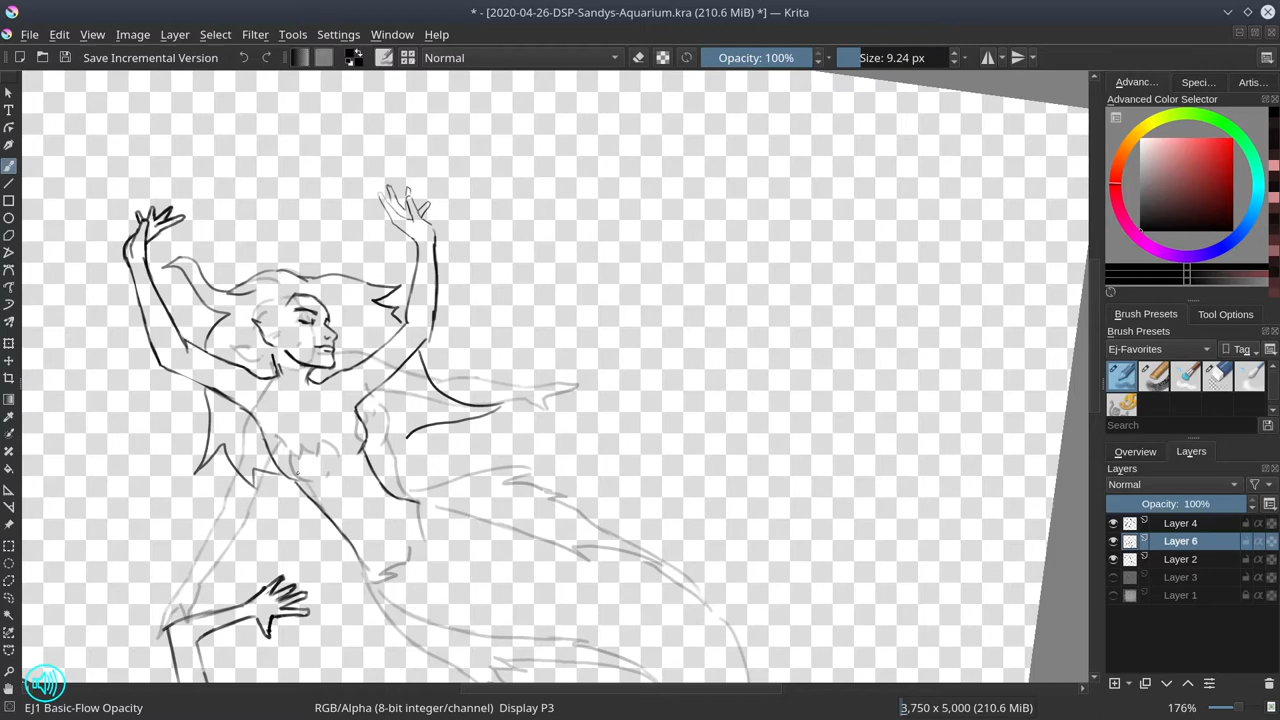 * - [2020-04-26-DSP-Sandys-Aquarium.kra (210.6 MiB) *] — Krita
File Edit View Image Layer Select Filter Tools Settings Window Help
Save Incremental Version
Normal
Opacity: 100%
Size: 9.24 px
Advanc... Speci... Artis...
Advanced Color Selector
Brush Presets Tool Options
Brush Presets
Ej-Favorites
Tag
Search
Overview Layers
Layers
Normal
Opacity: 100%
Layer 4
Layer 6
Layer 2
Layer 3
Layer 1
EJ1 Basic-Flow Opacity
RGB/Alpha (8-bit integer/channel) Display P3
3,750 x 5,000 (210.6 MiB)
176%